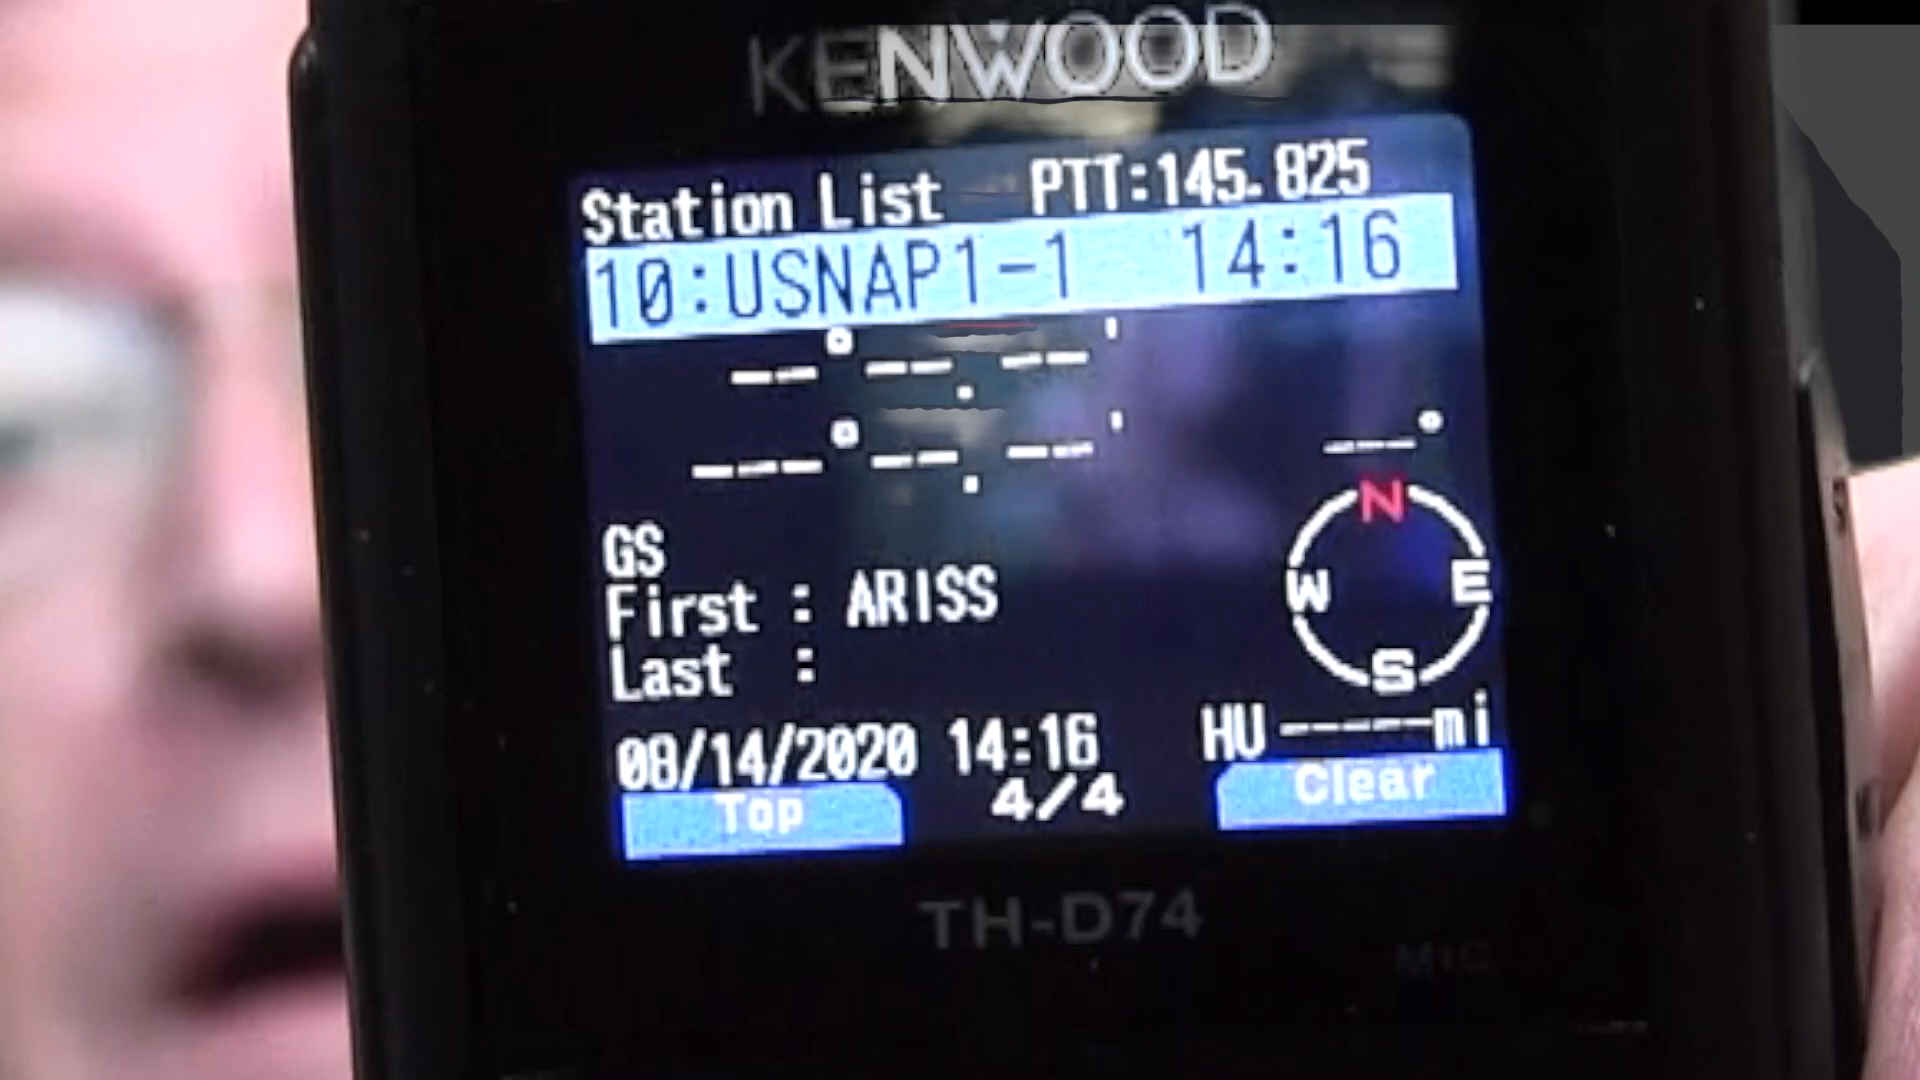 KENWOOD
Station List PTT:145.825
10:USNAP1-1 14:16
--°--.--'
---°--.--' ---°
N
W E
S
GS
First : ARISS
Last :
HU-----mi
08/14/2020 14:16
Top 4/4 Clear
TH-D74
MIC